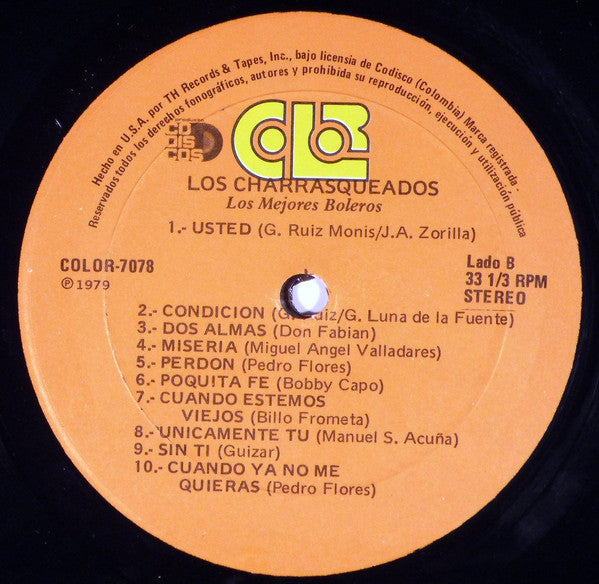 Hecho en U.S.A. por TH Records & Tapes, Inc., bajo licensia de Codisco (Colombia) Marca registrada -
Reservados todos los derechos fonográficos, autores y prohibida su reproducción, ejecución y utilización pública
CO
DIS
COS
COLOR
LOS CHARRASQUEADOS
Los Mejores Boleros
1.- USTED (G. Ruiz Monis/J.A. Zorilla)
COLOR-7078
℗ 1979
Lado B
33 1/3 RPM
STEREO
2.- CONDICION (G. Ruiz/G. Luna de la Fuente)
3.- DOS ALMAS (Don Fabian)
4.- MISERIA (Miguel Angel Valladares)
5.- PERDON (Pedro Flores)
6.- POQUITA FE (Bobby Capo)
7.- CUANDO ESTEMOS
VIEJOS (Billo Frometa)
8.- UNICAMENTE TU (Manuel S. Acuña)
9.- SIN TI (Guizar)
10.- CUANDO YA NO ME
QUIERAS (Pedro Flores)